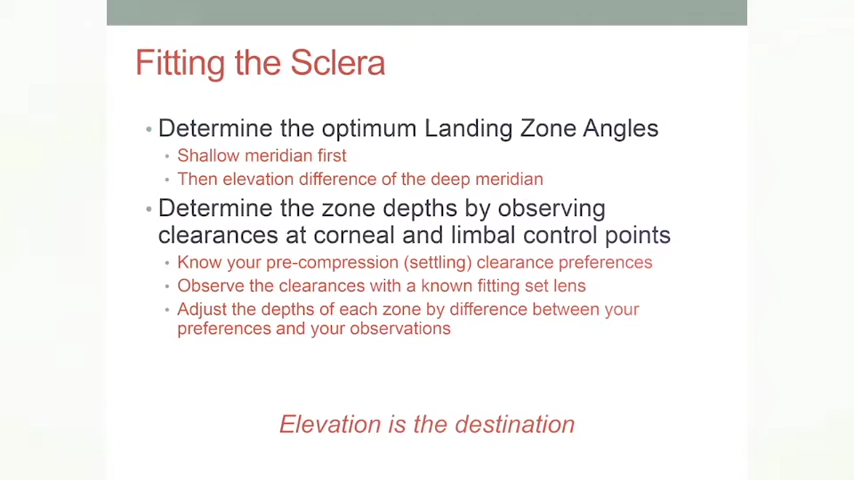 Fitting the Sclera
• Determine the optimum Landing Zone Angles
• Shallow meridian first
• Then elevation difference of the deep meridian
• Determine the zone depths by observing
clearances at corneal and limbal control points
• Know your pre-compression (settling) clearance preferences
• Observe the clearances with a known fitting set lens
• Adjust the depths of each zone by difference between your
preferences and your observations
Elevation is the destination